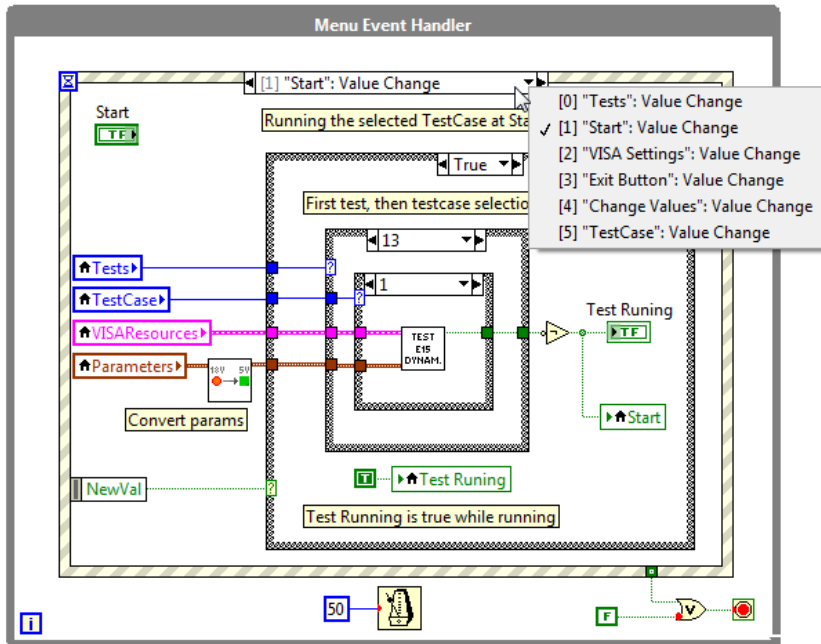 Menu Event Handler
[1] "Start": Value Change
Start
TF
Running the selected TestCase at Sta
[0] "Tests": Value Change
[1] "Start": Value Change
[2] "VISA Settings": Value Change
[3] "Exit Button": Value Change
[4] "Change Values": Value Change
[5] "TestCase": Value Change
True
First test, then testcase selectio
13
Tests
?
1
TestCase
?
Test Runing
TF
VISAResources
TEST
E15
DYNAM.
Parameters
10V 5V
Start
Convert params
T
Test Runing
NewVal
?
Test Running is true while running
50
F
V
i